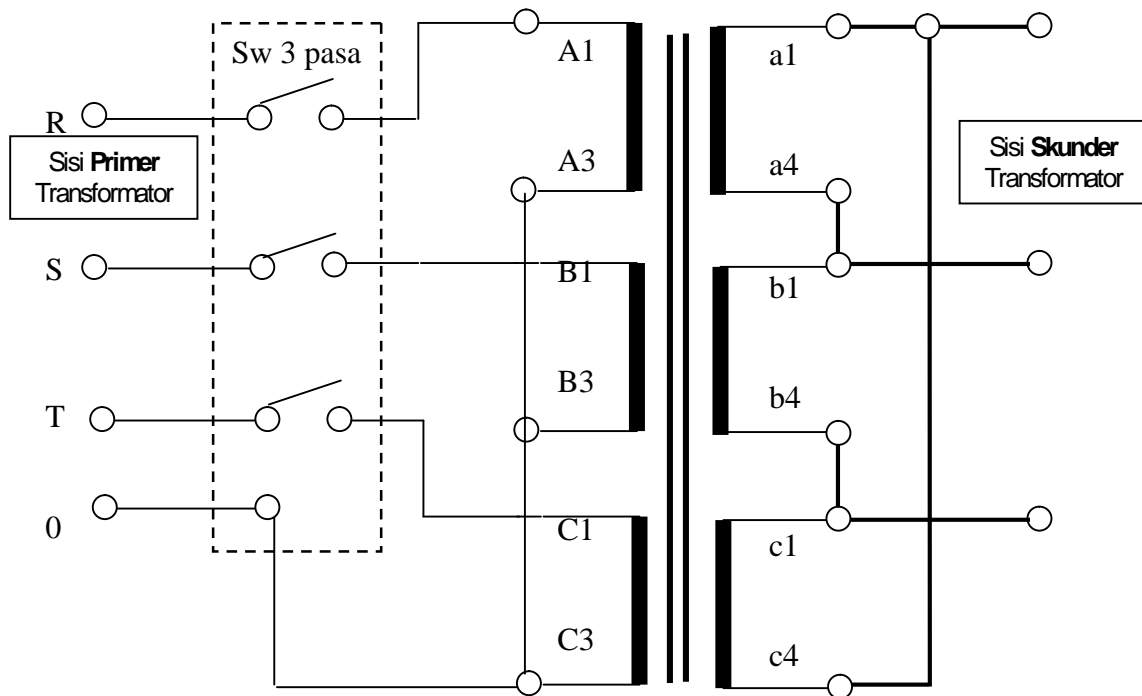 Sw 3 pasa
A1
a1
R
Sisi Primer
Transformator
A3
a4
Sisi Skunder
Transformator
S
B1
b1
B3
b4
T
0
C1
c1
C3
c4